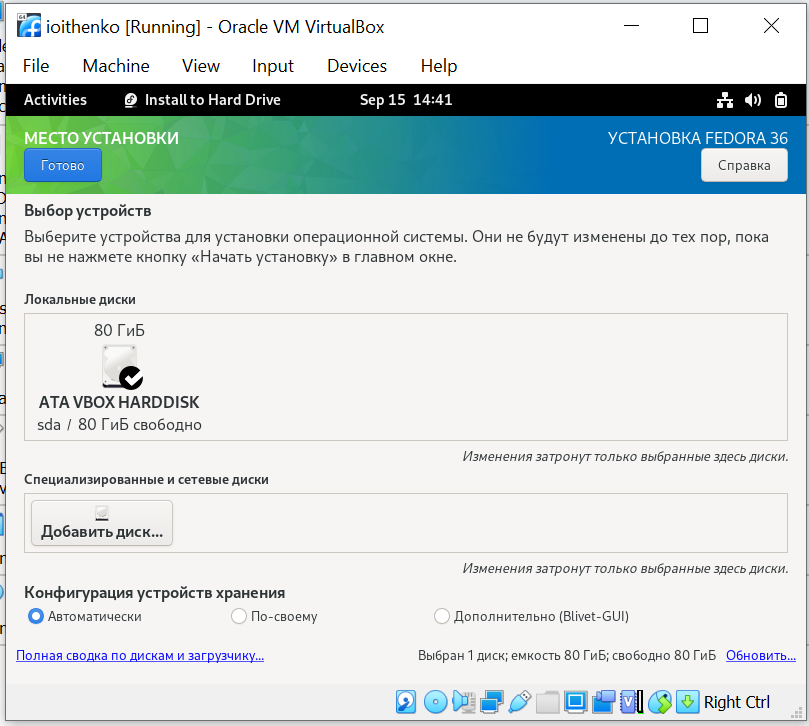 ioithenko [Running] - Oracle VM VirtualBox
File Machine View Input Devices Help
Activities Install to Hard Drive Sep 15 14:41
МЕСТО УСТАНОВКИ УСТАНОВКА FEDORA 36
Готово Справка
Выбор устройств
Выберите устройства для установки операционной системы. Они не будут изменены до тех пор, пока
вы не нажмете кнопку «Начать установку» в главном окне.
Локальные диски
80 ГиБ
ATA VBOX HARDDISK
sda / 80 ГиБ свободно
Изменения затронут только выбранные здесь диски.
Специализированные и сетевые диски
Добавить диск...
Изменения затронут только выбранные здесь диски.
Конфигурация устройств хранения
Автоматически По-своему Дополнительно (Blivet-GUI)
Полная сводка по дискам и загрузчику... Выбран 1 диск; емкость 80 ГиБ; свободно 80 ГиБ Обновить...
Right Ctrl